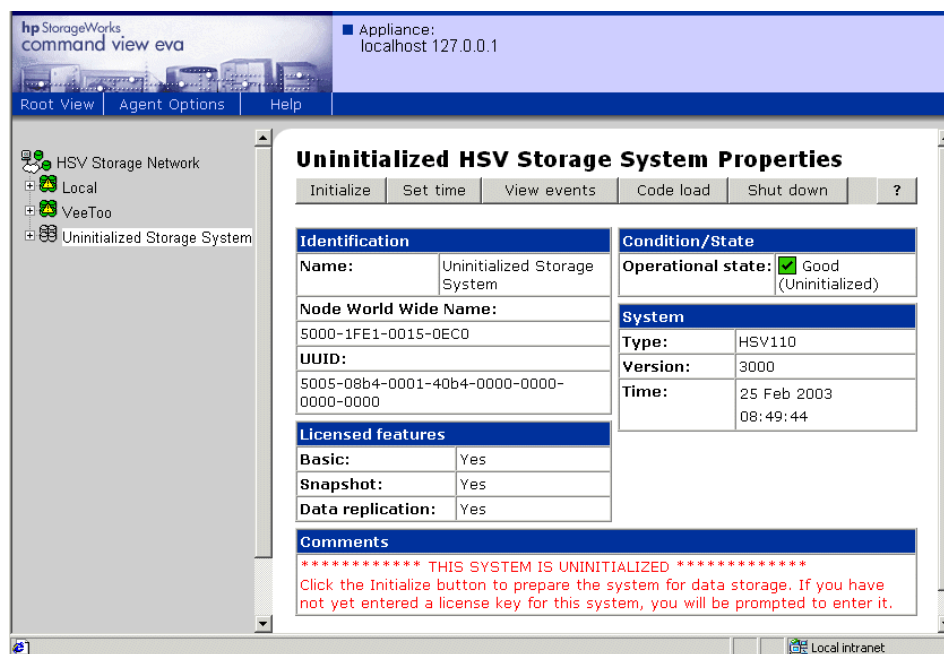 hp StorageWorks
command view eva
Appliance:
localhost 127.0.0.1
Root View
Agent Options
Help
HSV Storage Network
Local
VeeToo
Uninitialized Storage System
Uninitialized HSV Storage System Properties
Initialize
Set time
View events
Code load
Shut down
?
Identification
Name:
Uninitialized Storage
System
Node World Wide Name:
5000-1FE1-0015-0EC0
UUID:
5005-08b4-0001-40b4-0000-0000-
0000-0000
Licensed features
Basic: Yes
Snapshot: Yes
Data replication: Yes
Condition/State
Operational state: Good
(Uninitialized)
System
Type: HSV110
Version: 3000
Time: 25 Feb 2003
08:49:44
Comments
************ THIS SYSTEM IS UNINITIALIZED *************
Click the Initialize button to prepare the system for data storage. If you have
not yet entered a license key for this system, you will be prompted to enter it.
Local intranet